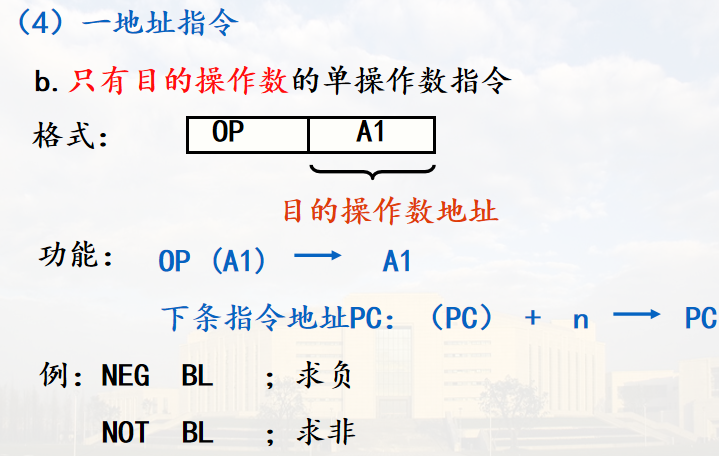 （4）一地址指令
b.只有目的操作数的单操作数指令
格式： OP A1
目的操作数地址
功能： OP (A1) → A1
下条指令地址PC：（PC） + n → PC
例：NEG BL ；求负
NOT BL ；求非